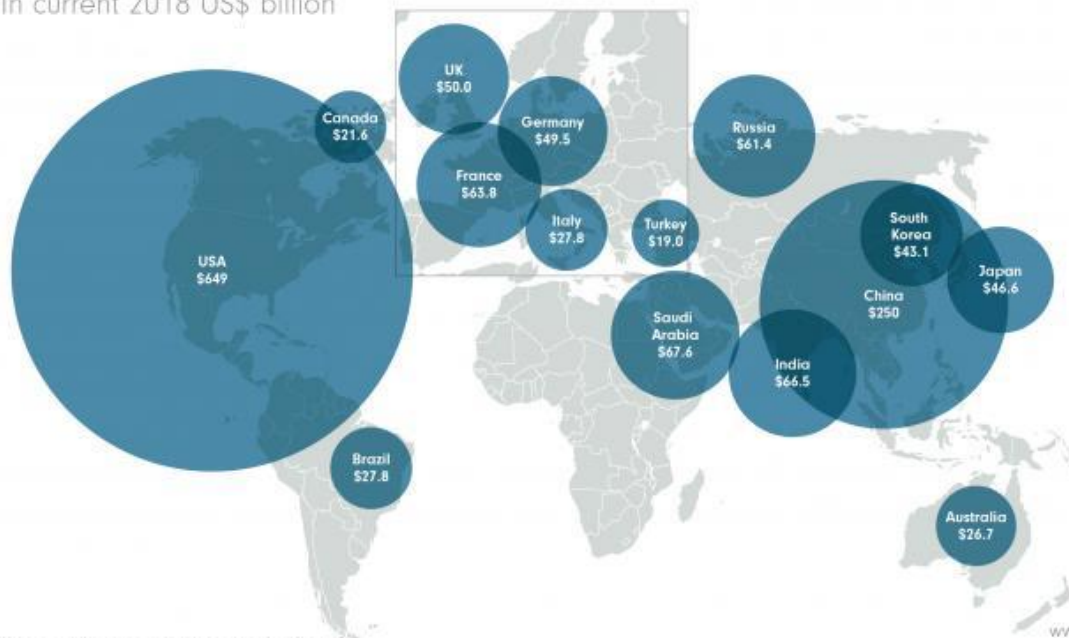 in current 2018 US$ billion
UK
$50.0
Canada
$21.6
Germany
$49.5
Russia
$61.4
France
$63.8
Italy
$27.8
Turkey
$19.0
South
Korea
$43.1
USA
$649
Japan
$46.6
China
$250
Saudi
Arabia
$67.6
India
$66.5
Brazil
$27.8
Australia
$26.7